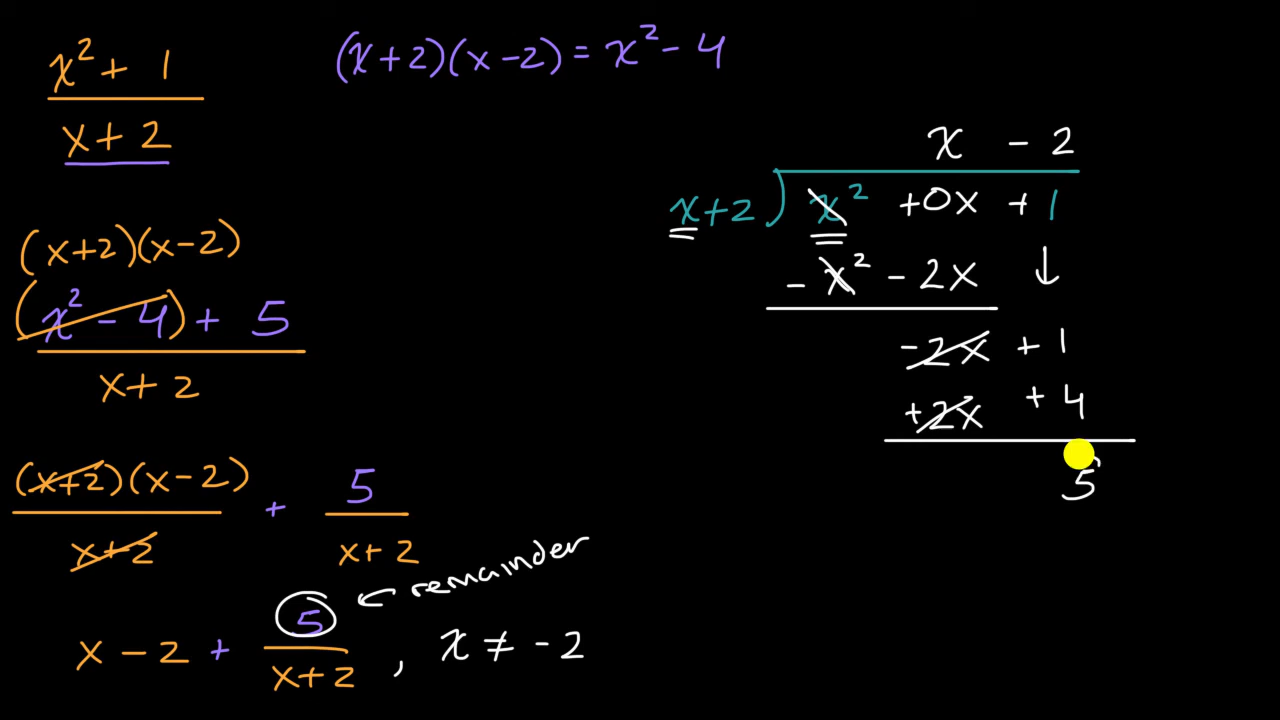 x² + 1
x + 2
(x+2)(x-2) = x² - 4
(x+2)(x-2)
(x² - 4) + 5
x + 2
(x+2)(x-2) + 5
x+2 x+2
← remainder
x - 2 + 5 , x ≠ -2
x+2
x - 2
x+2 ) x² +0x + 1
- x² - 2x ↓
-2x + 1
+2x + 4
5